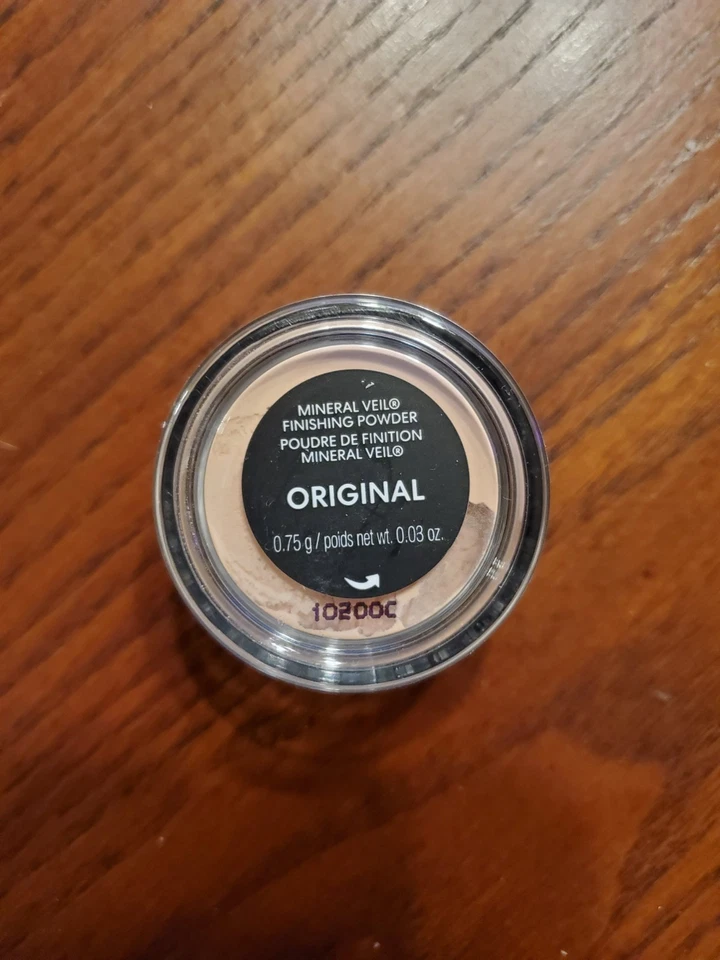 MINERAL VEIL®
FINISHING POWDER
POUDRE DE FINITION
MINERAL VEIL®
ORIGINAL
0.75 g / poids net wt. 0.03 oz.
10200C